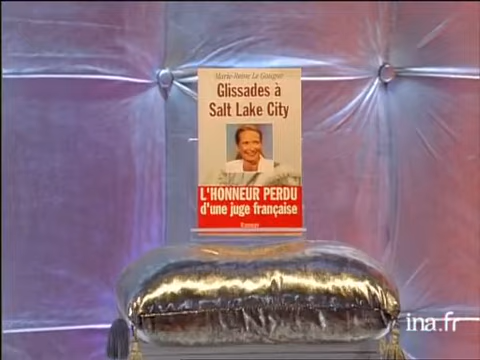 Marie-Reine Le Gougne
Glissades à
Salt Lake City
L'HONNEUR PERDU
d'une juge française
Ramsay
ina.fr